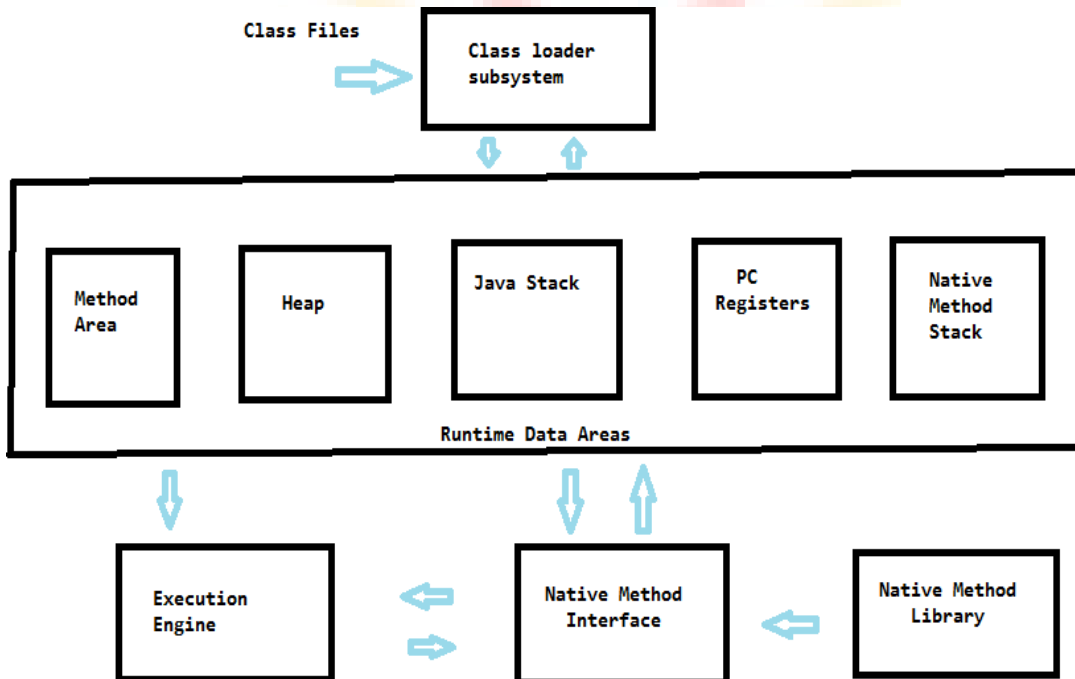 Class Files
Class loader
subsystem
Method
Area
Heap
Java Stack
PC
Registers
Native
Method
Stack
Runtime Data Areas
Execution
Engine
Native Method
Interface
Native Method
Library